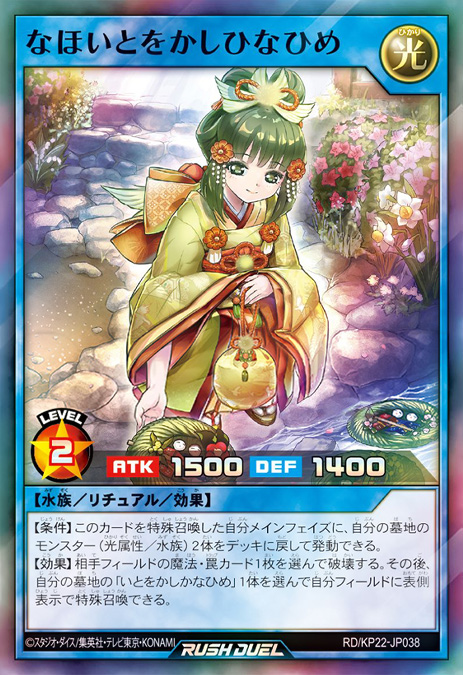 なほいとをかしひなひめ
ひかり
光
LEVEL
2
ATK 1500 DEF 1400
【水族／リチュアル／効果】
【条件】このカードを特殊召喚した自分メインフェイズに、自分の墓地の
モンスター（光属性／水族）2体をデッキに戻して発動できる。
【効果】相手フィールドの魔法・罠カード1枚を選んで破壊する。その後、
自分の墓地の「いとをかしかなひめ」1体を選んで自分フィールドに表側
表示で特殊召喚できる。
©スタジオ・ダイス/集英社・テレビ東京・KONAMI
RUSH DUEL
RD/KP22-JP038